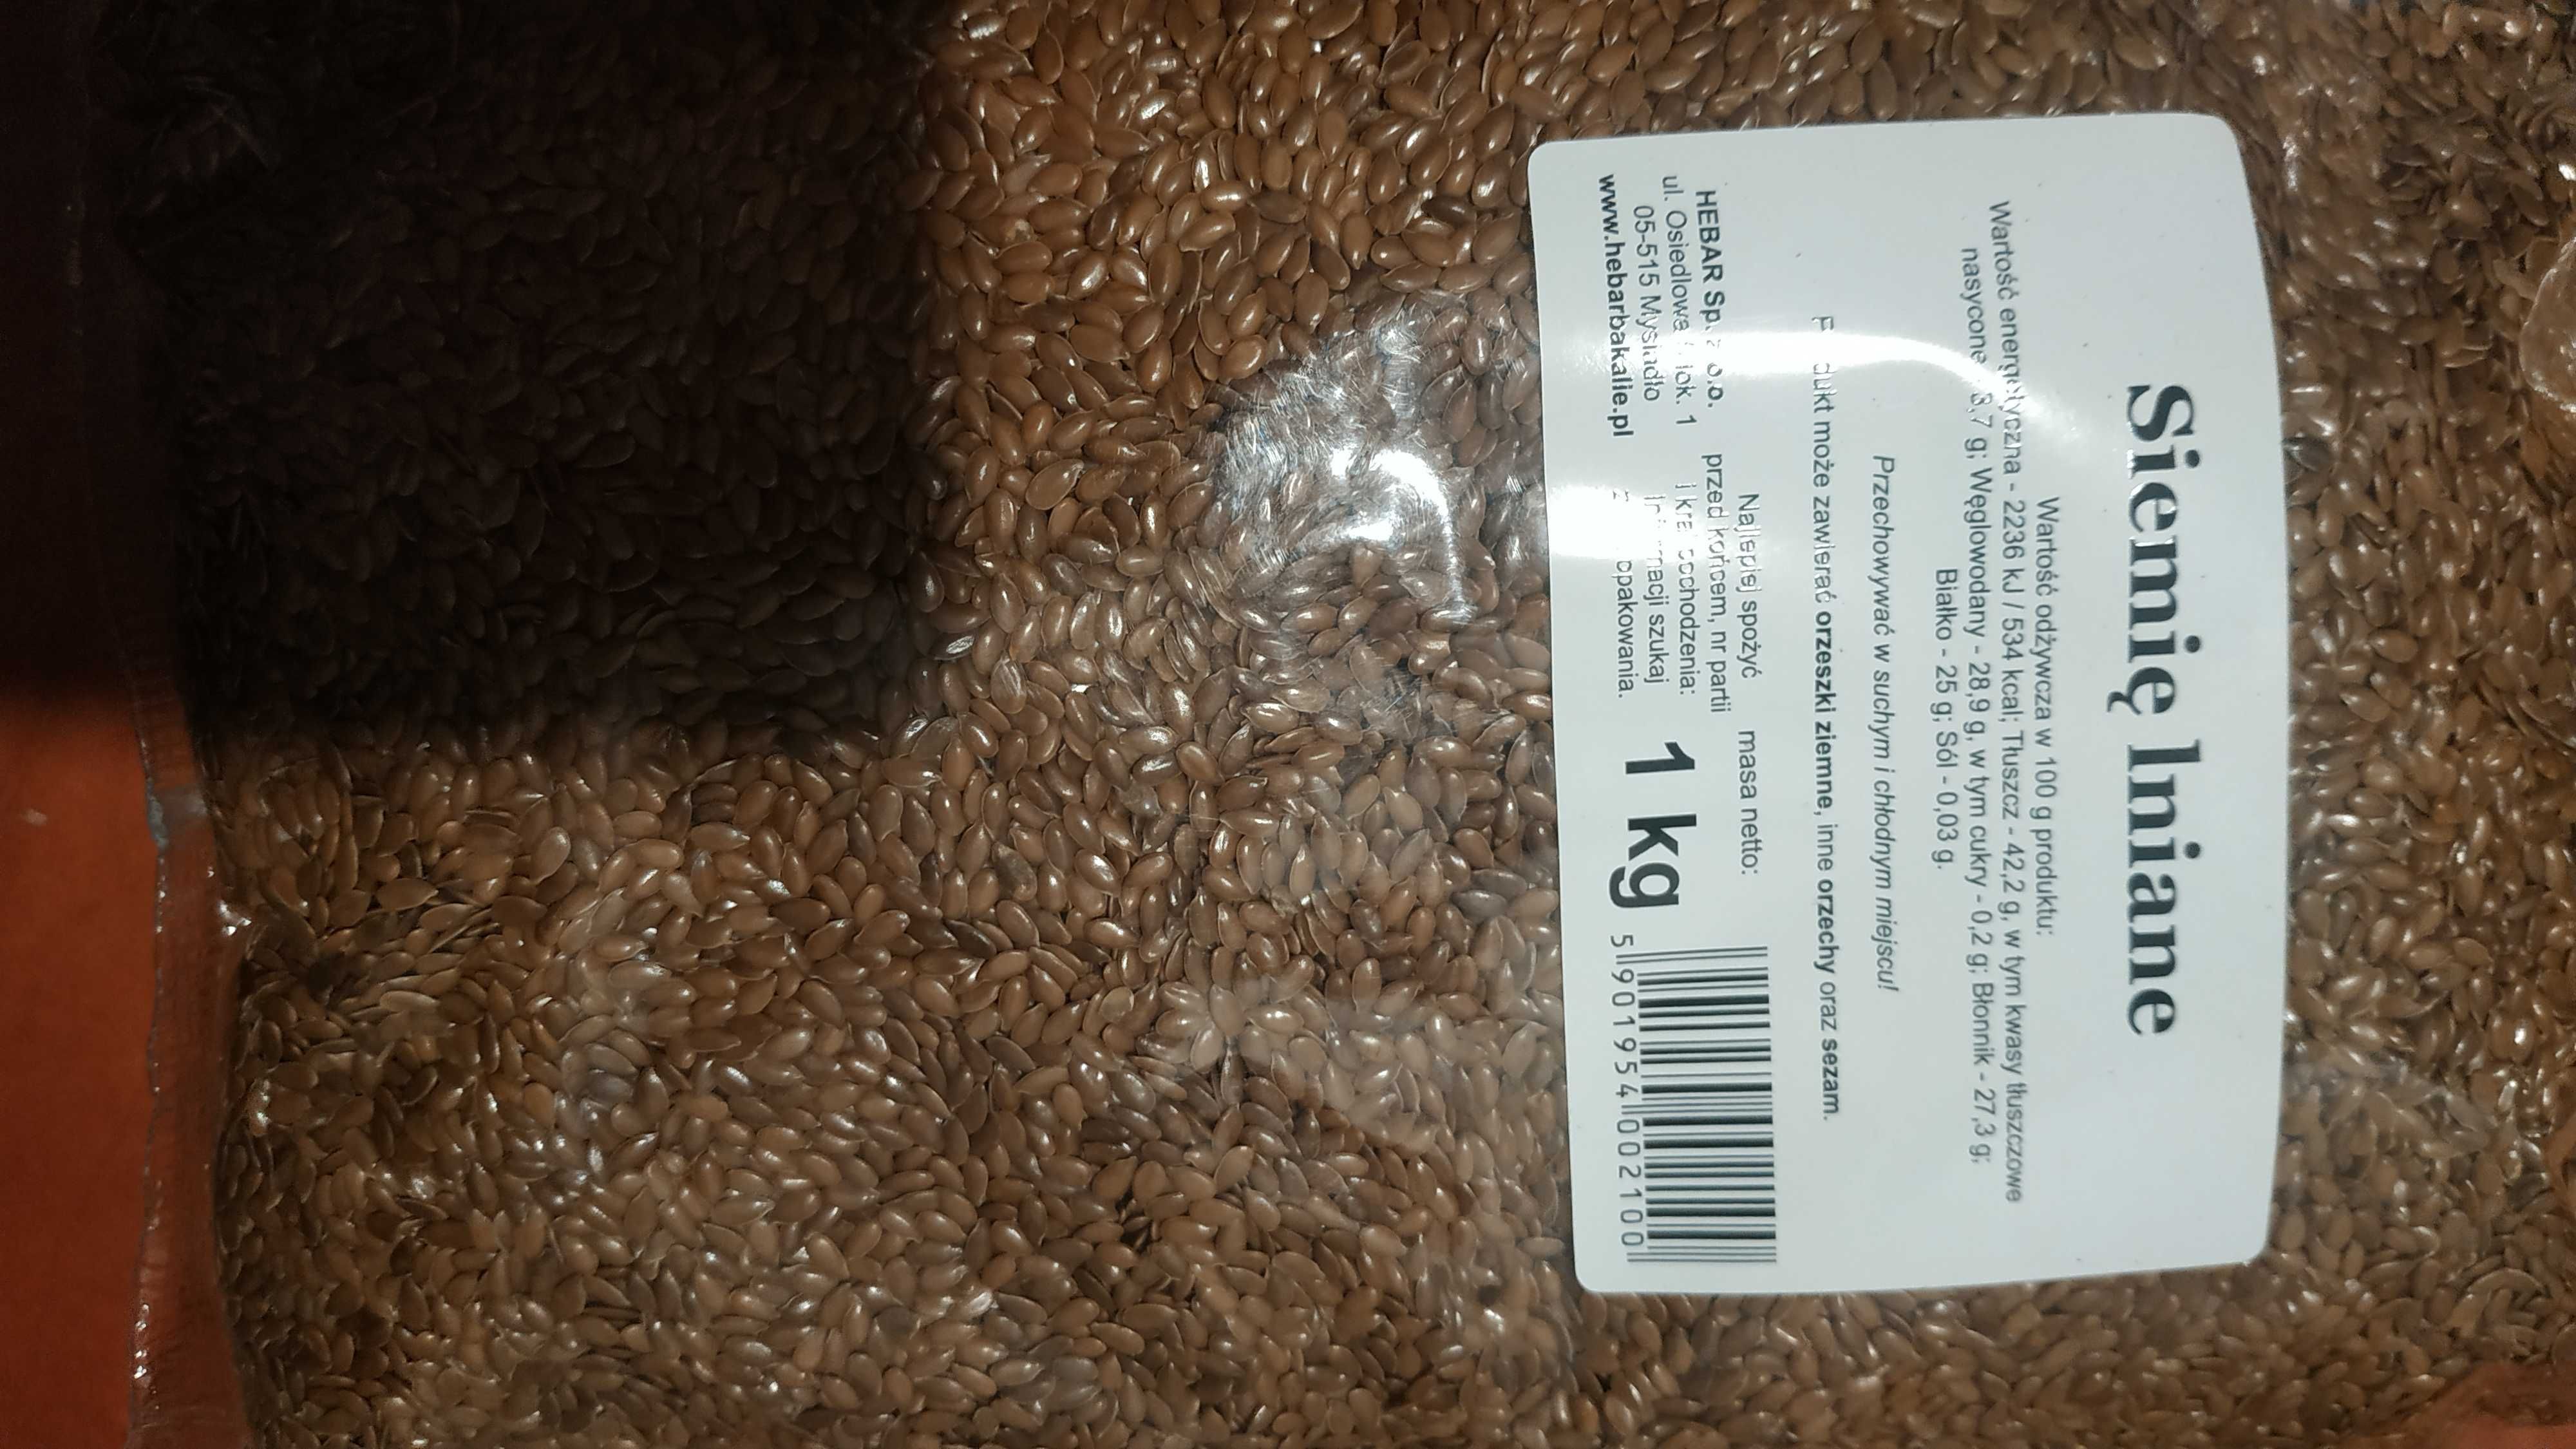 Siemię lniane
Wartość odżywcza w 100 g produktu:
Wartość energetyczna - 2236 kJ / 534 kcal; Tłuszcz - 42,2 g, w tym kwasy tłuszczowe
nasycone 3,7 g; Węglowodany - 28,9 g, w tym cukry - 0,2 g; Błonnik - 27,3 g;
Białko - 25 g; Sól - 0,03 g.
Przechowywać w suchym i chłodnym miejscu!
może zawierać orzeszki ziemne, inne orzechy oraz sezam.
HEBAR Sp. z o.o.
ul. Osiedlowa lok. 1
05-515 Mysiadło
www.hebarbakalie.pl
Najlepiej spożyć
przed końcem, nr partii
i kraj pochodzenia:
szukaj
opakowania.
masa netto:
1 kg
5 901954 002100